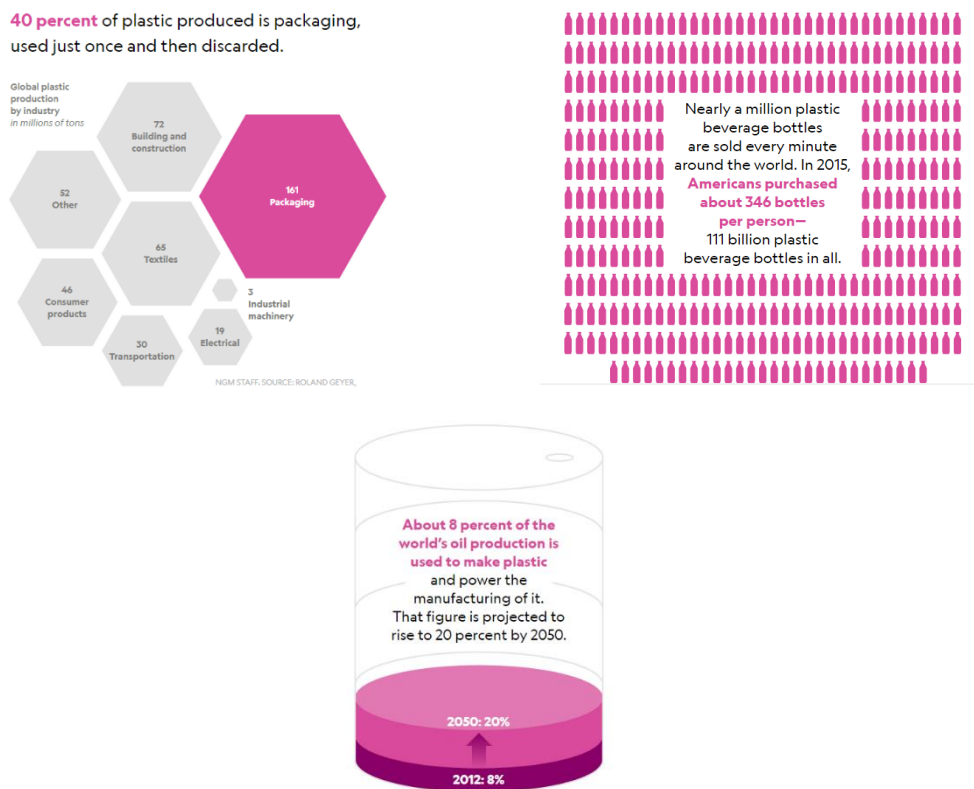 40 percent of plastic produced is packaging,
used just once and then discarded.
Global plastic
production
by industry
in millions of tons
72
Building and
construction
161
Packaging
52
Other
65
Textiles
46
Consumer
products
3
Industrial
machinery
19
Electrical
30
Transportation
NGM STAFF. SOURCE: ROLAND GEYER,
Nearly a million plastic
beverage bottles
are sold every minute
around the world. In 2015,
Americans purchased
about 346 bottles
per person—
111 billion plastic
beverage bottles in all.
About 8 percent of the
world's oil production is
used to make plastic
and power the
manufacturing of it.
That figure is projected to
rise to 20 percent by 2050.
2050: 20%
2012: 8%